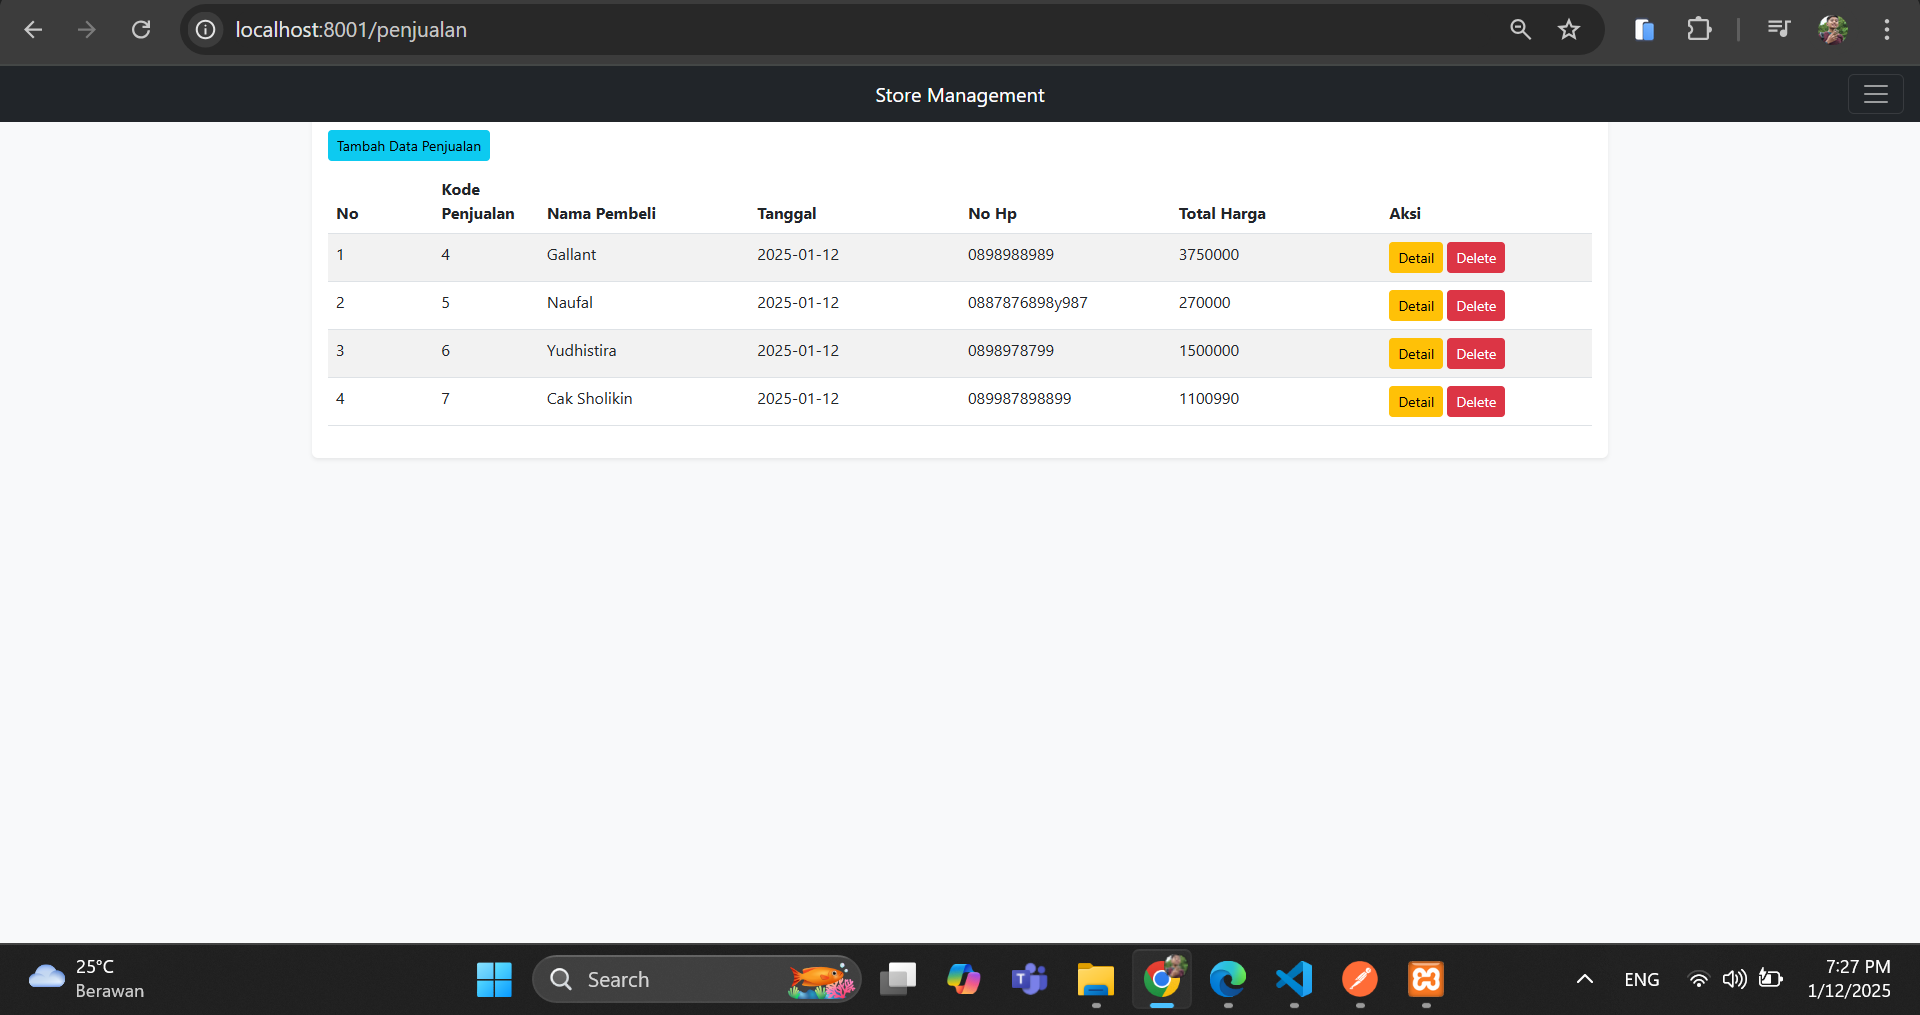 localhost:8001/penjualan
Store Management
Tambah Data Penjualan
No Kode Penjualan Nama Pembeli Tanggal No Hp Total Harga Aksi
1 4 Gallant 2025-01-12 0898988989 3750000 Detail Delete
2 5 Naufal 2025-01-12 0887876898y987 270000 Detail Delete
3 6 Yudhistira 2025-01-12 0898978799 1500000 Detail Delete
4 7 Cak Sholikin 2025-01-12 089987898899 1100990 Detail Delete
25°C
Berawan
Search
ENG
7:27 PM
1/12/2025